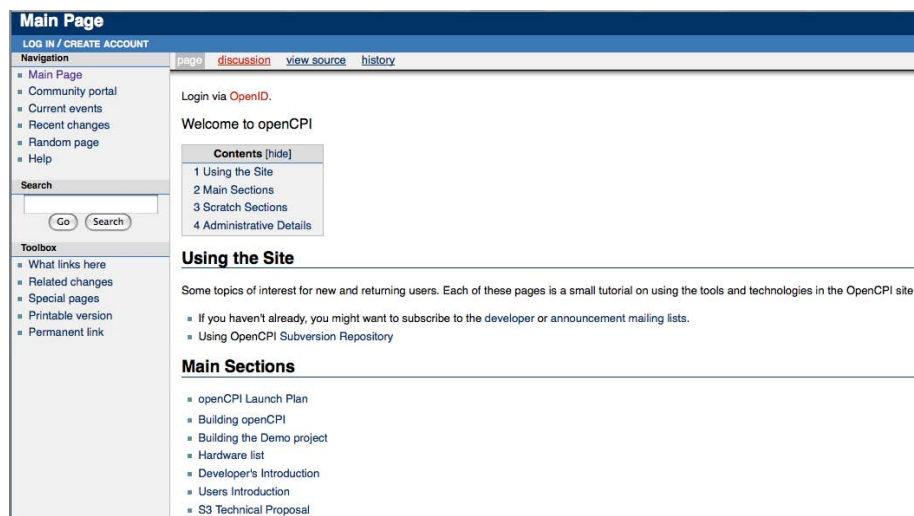 Main Page
LOG IN / CREATE ACCOUNT
Navigation
Main Page
Community portal
Current events
Recent changes
Random page
Help
Search
Go Search
Toolbox
What links here
Related changes
Special pages
Printable version
Permanent link
page discussion view source history
Login via OpenID.
Welcome to openCPI
Contents [hide]
1 Using the Site
2 Main Sections
3 Scratch Sections
4 Administrative Details
Using the Site
Some topics of interest for new and returning users. Each of these pages is a small tutorial on using the tools and technologies in the OpenCPI site
If you haven't already, you might want to subscribe to the developer or announcement mailing lists.
Using OpenCPI Subversion Repository
Main Sections
openCPI Launch Plan
Building openCPI
Building the Demo project
Hardware list
Developer's Introduction
Users Introduction
S3 Technical Proposal